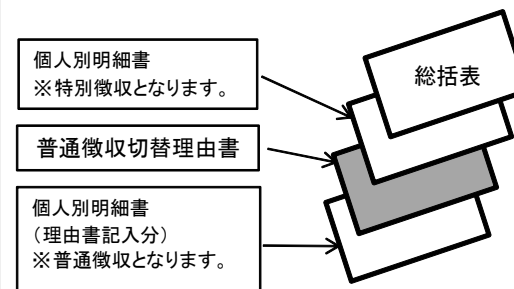 個人別明細書
※特別徴収となります。
総括表
普通徴収切替理由書
個人別明細書
（理由書記入分）
※普通徴収となります。